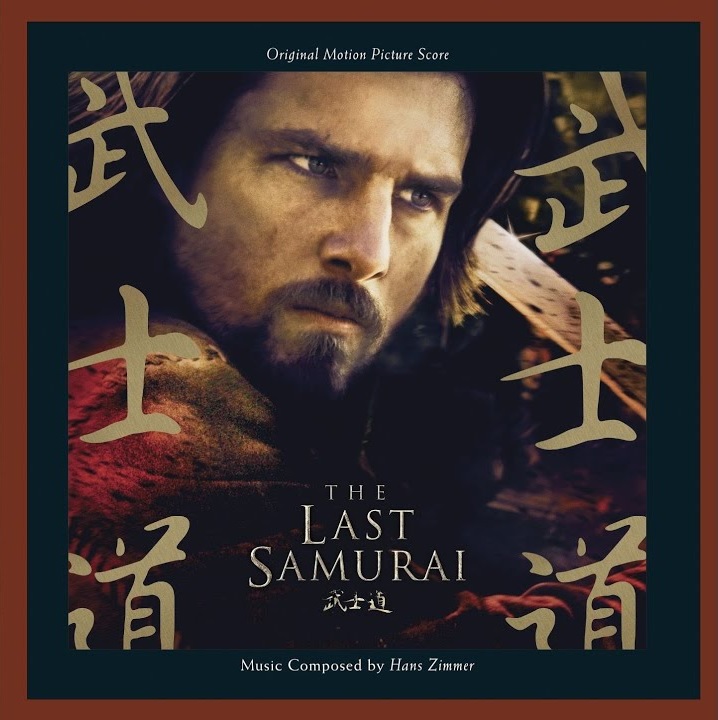 Original Motion Picture Score
武 武
士 士
道 道
THE
LAST
SAMURAI
武士道
Music Composed by Hans Zimmer